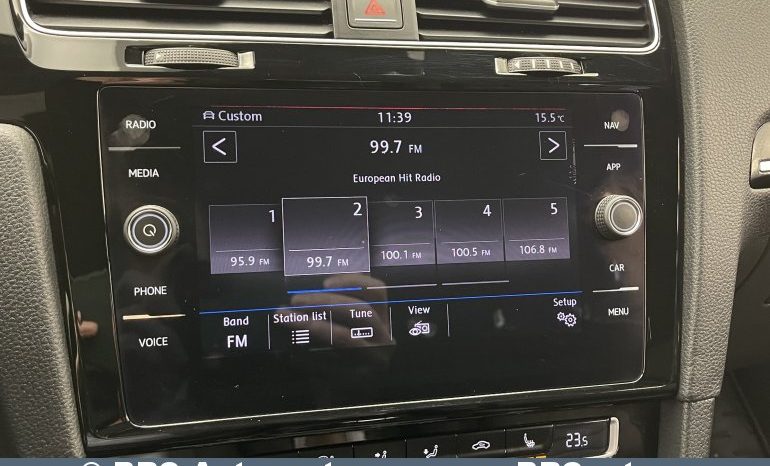 Custom 11:39 15.5°C
RADIO
NAV
99.7 FM
MEDIA
APP
European Hit Radio
1 2 3 4 5
95.9 FM 99.7 FM 100.1 FM 100.5 FM 106.8 FM
PHONE
CAR
VOICE
MENU
Band Station list Tune View Setup
FM
23.5